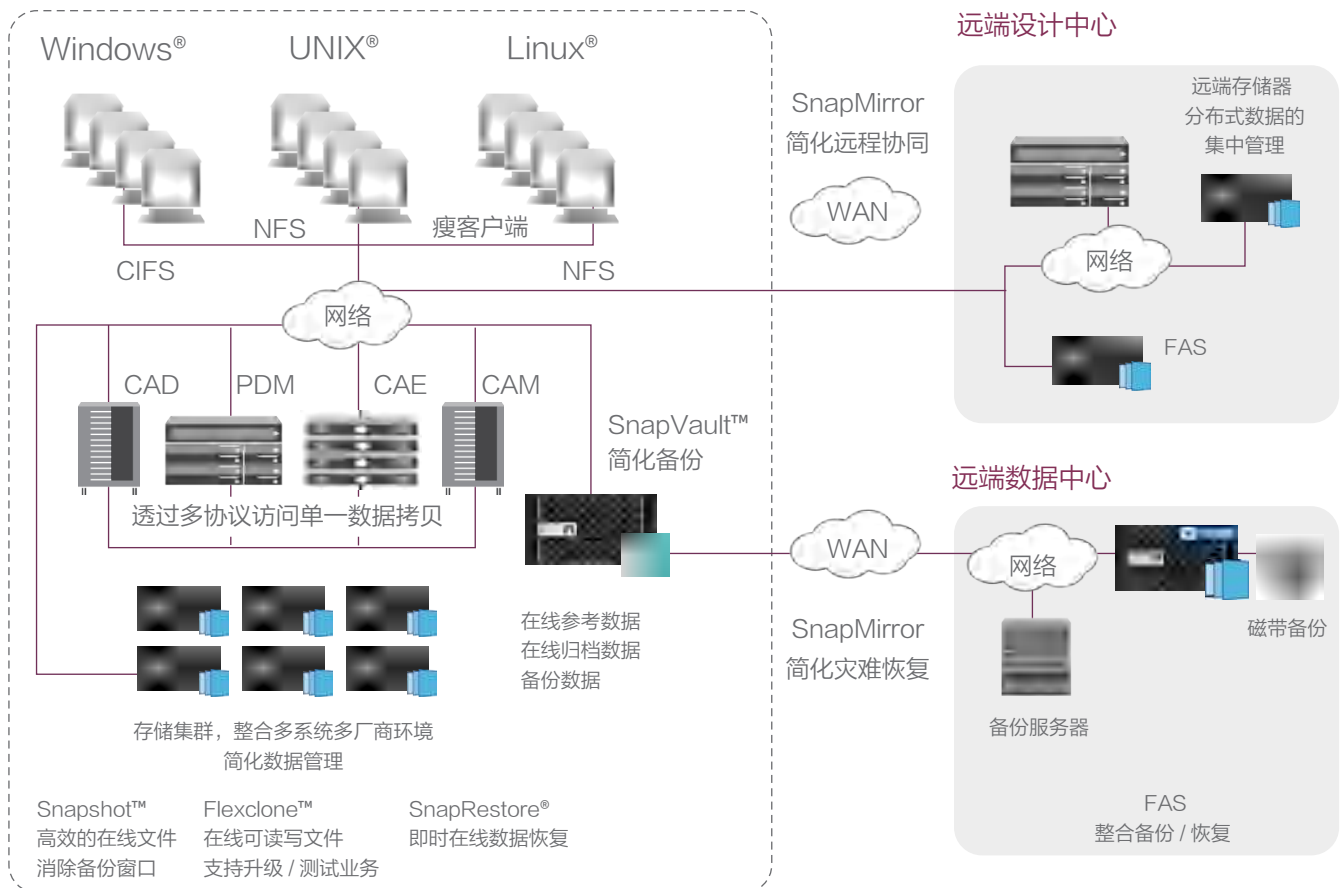 Windows®
UNIX®
Linux®
NFS
瘦客户端
CIFS
NFS
网络
CAD
PDM
CAE
CAM
透过多协议访问单一数据拷贝
SnapVault™
简化备份
在线参考数据
在线归档数据
备份数据
存储集群，整合多系统多厂商环境
简化数据管理
Snapshot™
高效的在线文件
消除备份窗口
Flexclone™
在线可读写文件
支持升级 / 测试业务
SnapRestore®
即时在线数据恢复
SnapMirror
简化远程协同
WAN
WAN
SnapMirror
简化灾难恢复
远端设计中心
远端存储器
分布式数据的
集中管理
网络
FAS
远端数据中心
网络
磁带备份
备份服务器
FAS
整合备份 / 恢复